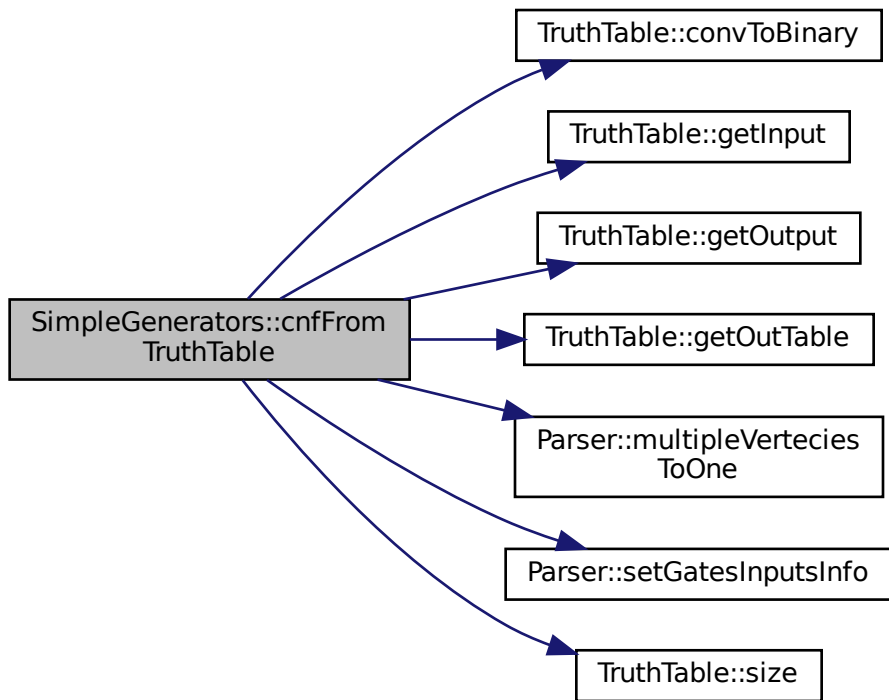 TruthTable::convToBinary
TruthTable::getInput
TruthTable::getOutput
SimpleGenerators::cnfFrom
TruthTable
TruthTable::getOutTable
Parser::multipleVertecies
ToOne
Parser::setGatesInputsInfo
TruthTable::size